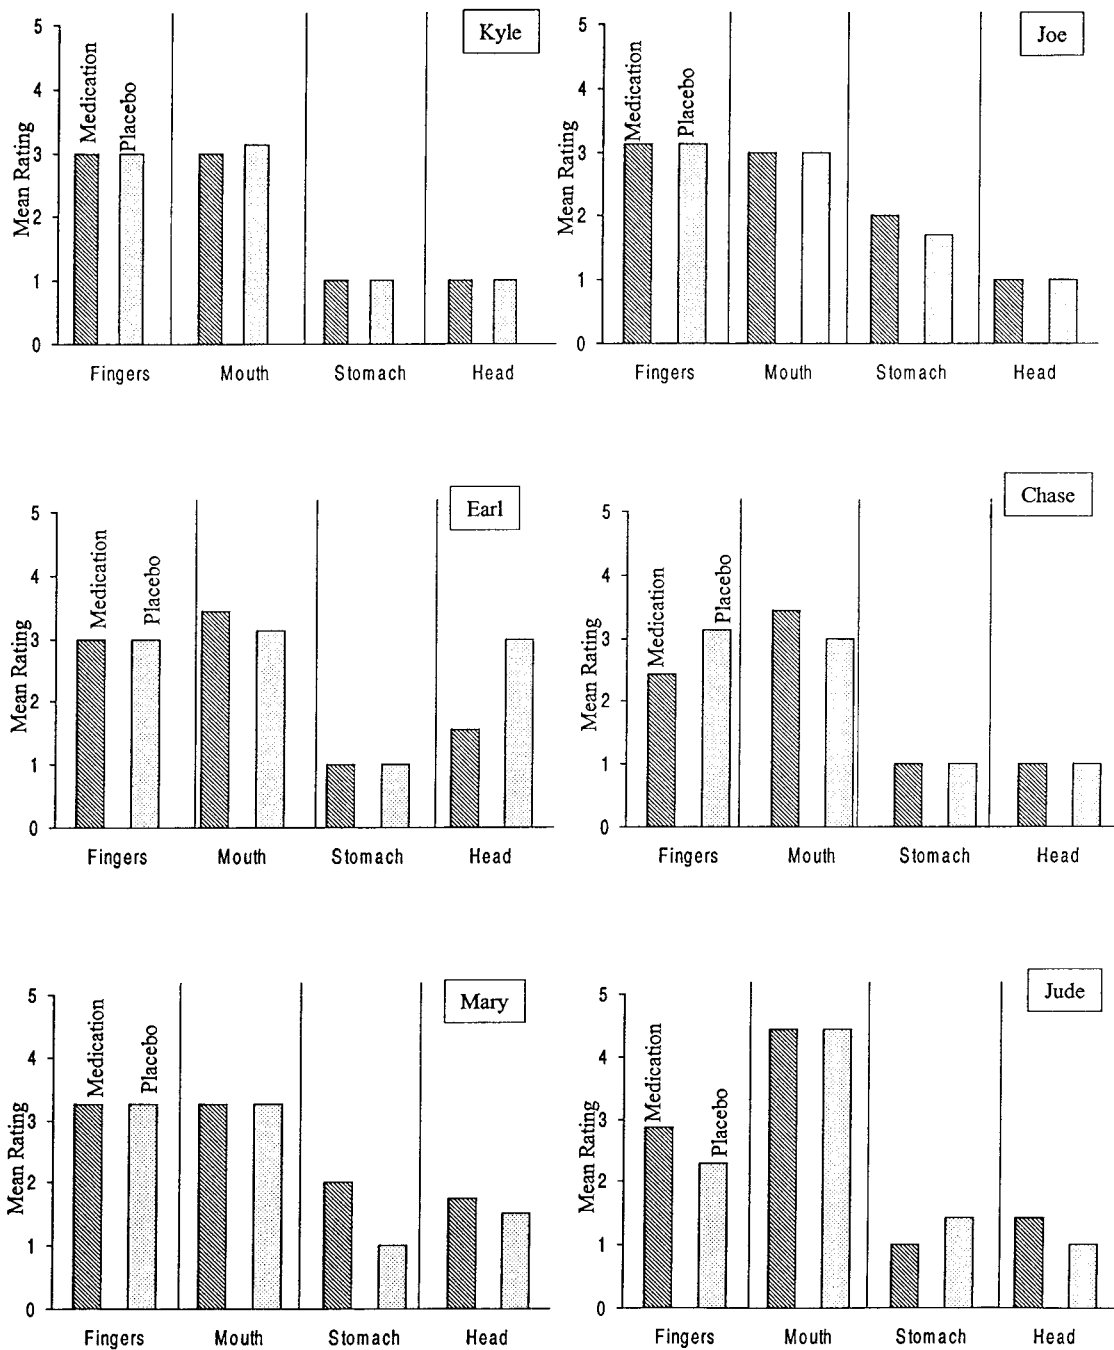 Kyle
5
4
3
2
1
0
Mean Rating
Medication
Placebo
Fingers Mouth Stomach Head
Joe
5
4
3
2
1
0
Mean Rating
Medication
Placebo
Fingers Mouth Stomach Head
Earl
5
4
3
2
1
0
Mean Rating
Medication
Placebo
Fingers Mouth Stomach Head
Chase
5
4
3
2
1
0
Mean Rating
Medication
Placebo
Fingers Mouth Stomach Head
Mary
5
4
3
2
1
0
Mean Rating
Medication
Placebo
Fingers Mouth Stomach Head
Jude
5
4
3
2
1
0
Mean Rating
Medication
Placebo
Fingers Mouth Stomach Head